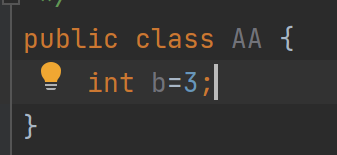 */
public class AA {
int b=3;
}